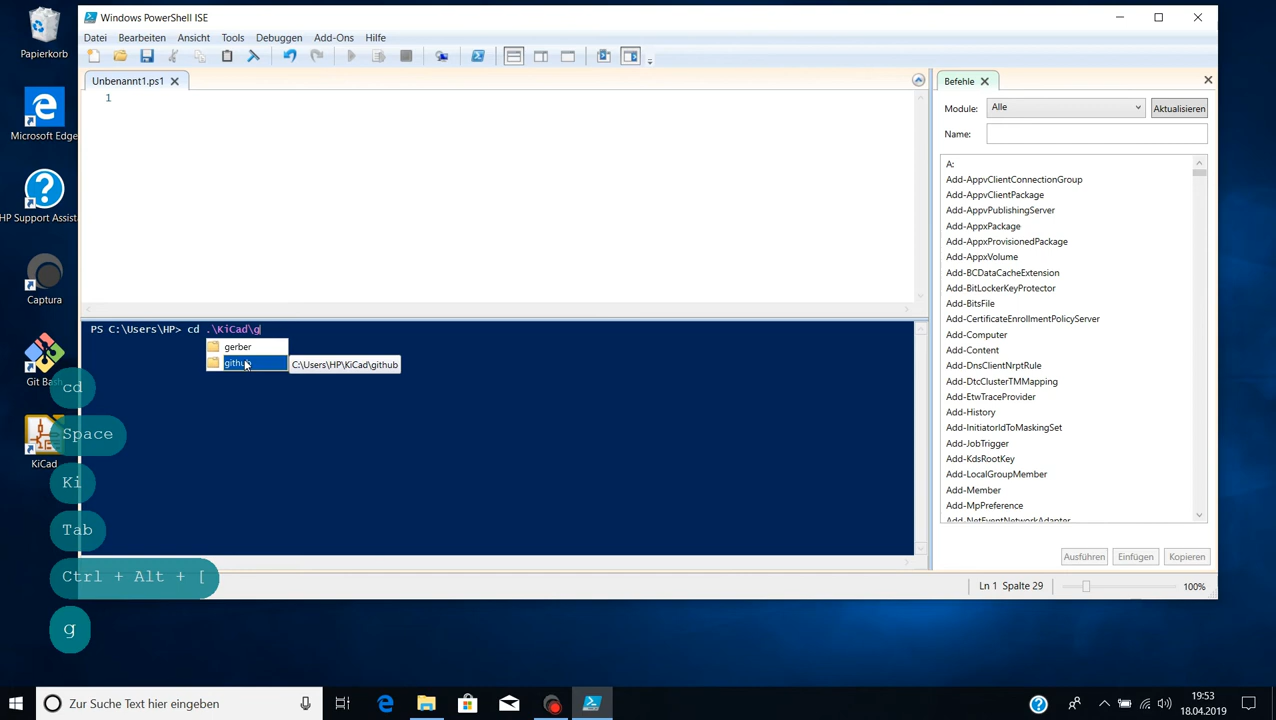 Papierkorb
Microsoft Edge
HP Support Assist
Captura
Git Bash
KiCad
Windows PowerShell ISE
Datei Bearbeiten Ansicht Tools Debuggen Add-Ons Hilfe
Unbenannt1.ps1
1
PS C:\Users\HP> cd .\KiCad\g
gerber
github
C:\Users\HP\KiCad\github
cd
Space
Ki
Tab
Ctrl + Alt + [
g
Befehle
Module: Alle Aktualisieren
Name:
A:
Add-AppvClientConnectionGroup
Add-AppvClientPackage
Add-AppvPublishingServer
Add-AppxPackage
Add-AppxProvisionedPackage
Add-AppxVolume
Add-BCDataCacheExtension
Add-BitLockerKeyProtector
Add-BitsFile
Add-CertificateEnrollmentPolicyServer
Add-Computer
Add-Content
Add-DnsClientNrptRule
Add-DtcClusterTMMapping
Add-EtwTraceProvider
Add-History
Add-InitiatorIdToMaskingSet
Add-JobTrigger
Add-KdsRootKey
Add-LocalGroupMember
Add-Member
Add-MpPreference
Add-NetEventNetworkAdapter
Ausführen Einfügen Kopieren
Ln 1 Spalte 29 100%
Zur Suche Text hier eingeben
19:53
18.04.2019